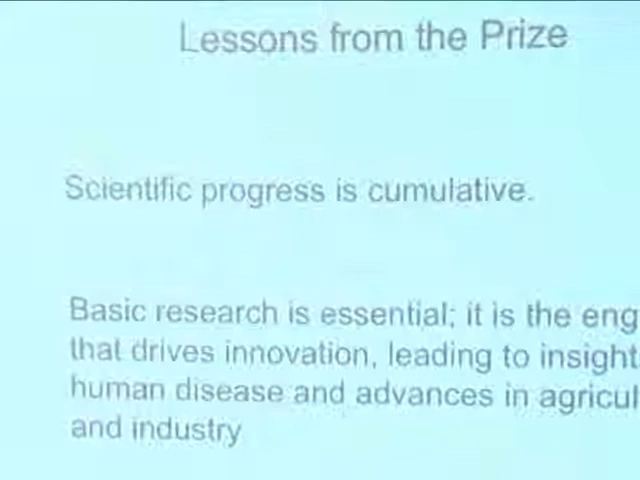 Lessons from the Prize
Scientific progress is cumulative.
Basic research is essential; it is the eng
that drives innovation, leading to insight
human disease and advances in agricul
and industry